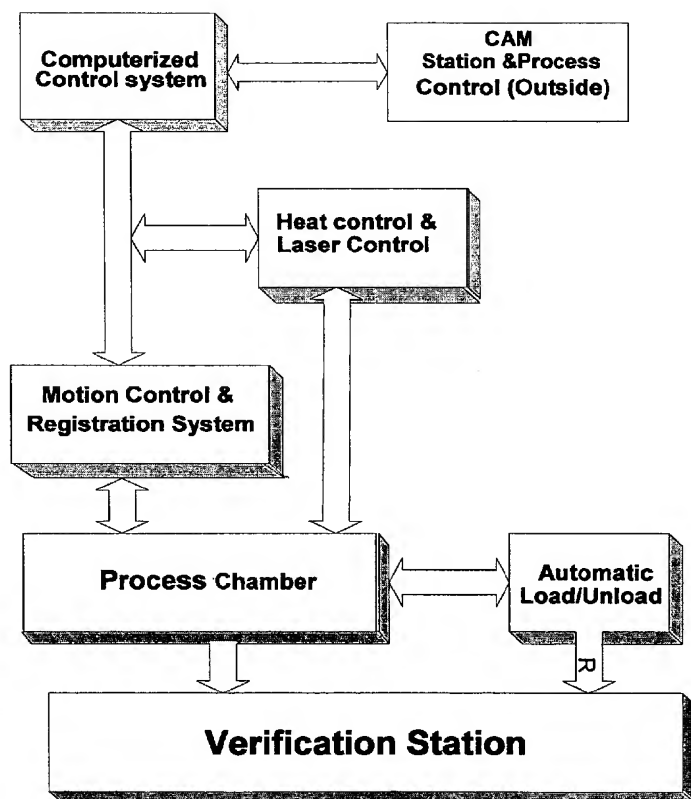 Computerized
Control system
CAM
Station &Process
Control (Outside)
Heat control &
Laser Control
Motion Control &
Registration System
Process Chamber
Automatic
Load/Unload
R
Verification Station